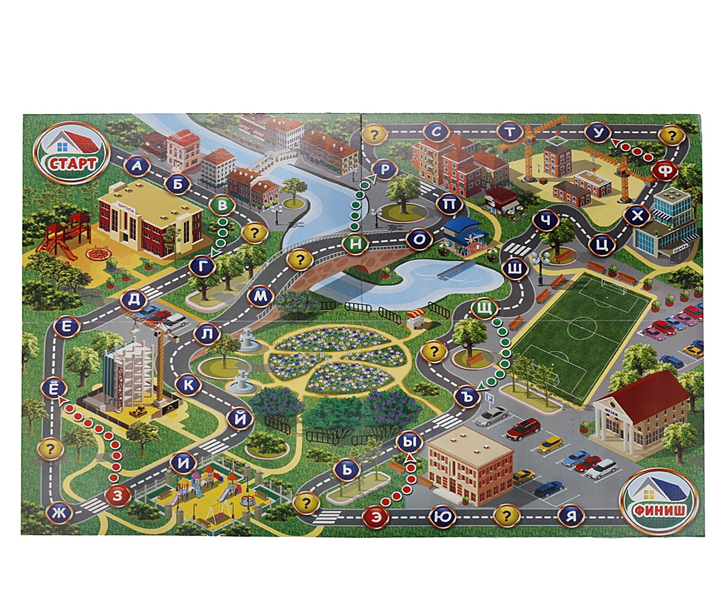 СТАРТ
А
Б
В
?
Г
Д
Е
Ё
?
Ж
З
И
Й
К
Л
М
?
Н
О
П
Р
?
С
Т
У
?
Ф
Х
Ц
Ч
Ш
Щ
?
Ъ
Ы
Ь
?
Э
Ю
?
Я
ФИНИШ
P